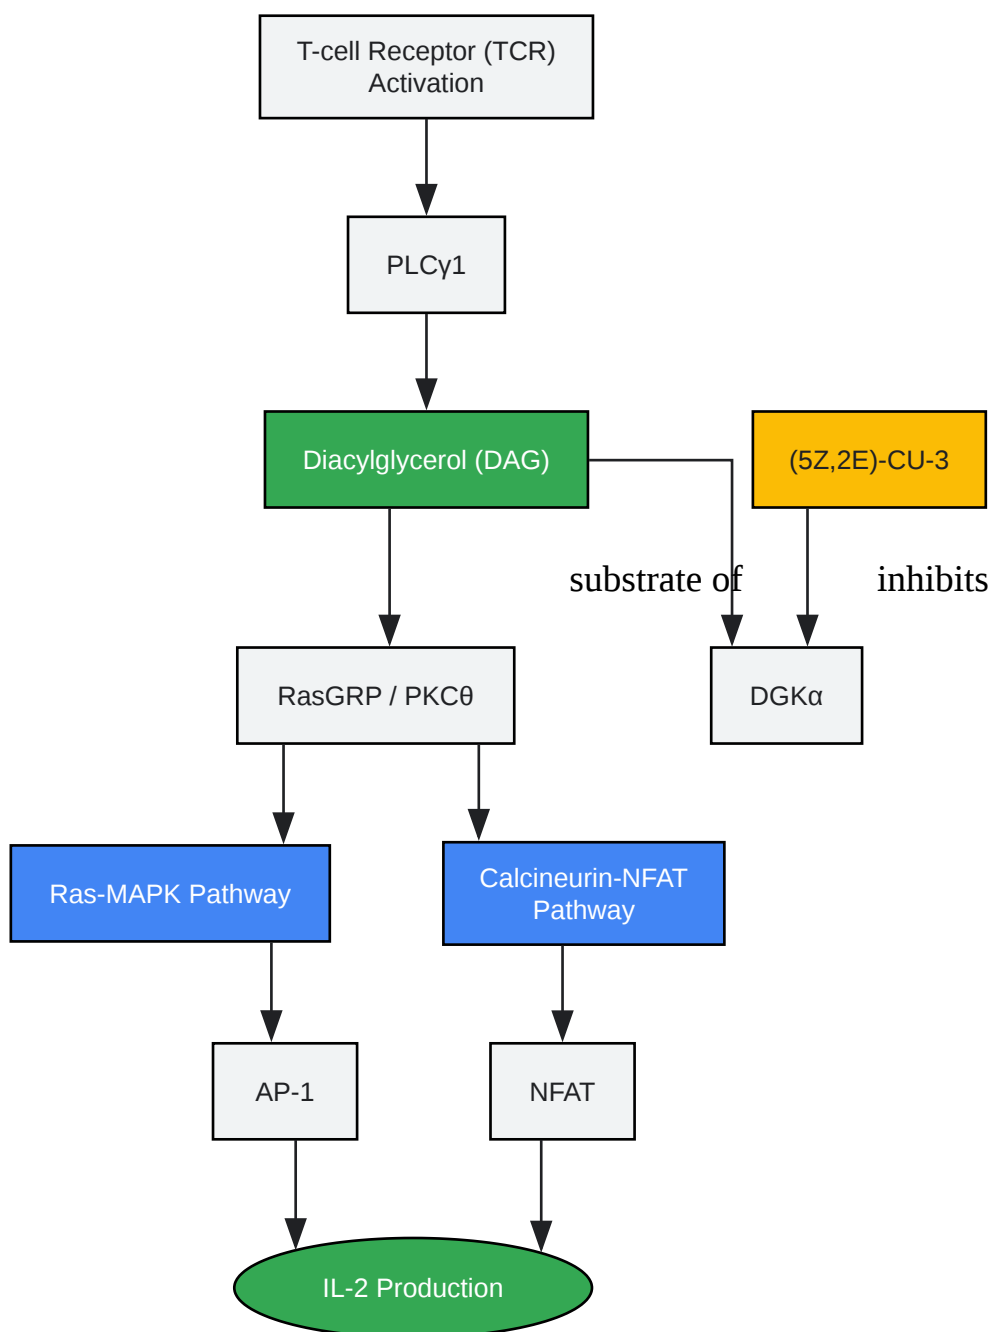 T-cell Receptor (TCR)
Activation
PLCγ1
Diacylglycerol (DAG)
(5Z,2E)-CU-3
substrate of
inhibits
RasGRP / PKCθ
DGKα
Ras-MAPK Pathway
Calcineurin-NFAT
Pathway
AP-1
NFAT
IL-2 Production